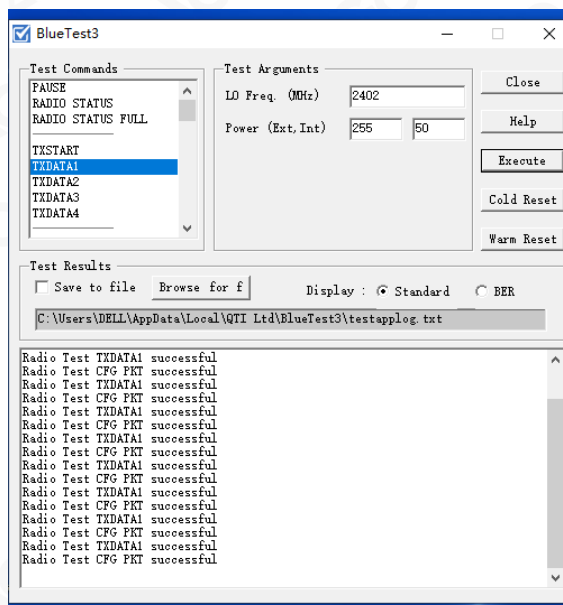 BlueTest3
Test Commands
PAUSE
RADIO STATUS
RADIO STATUS FULL
TXSTART
TXDATA1
TXDATA2
TXDATA3
TXDATA4
Test Arguments
LO Freq. (MHz) 2402
Power (Ext, Int) 255 50
Close
Help
Execute
Cold Reset
Warm Reset
Test Results
Save to file Browse for f Display : Standard BER
C:\Users\DELL\AppData\Local\QTI Ltd\BlueTest3\testapplog.txt
Radio Test TXDATA1 successful
Radio Test CFG PKT successful
Radio Test TXDATA1 successful
Radio Test CFG PKT successful
Radio Test TXDATA1 successful
Radio Test CFG PKT successful
Radio Test TXDATA1 successful
Radio Test CFG PKT successful
Radio Test TXDATA1 successful
Radio Test CFG PKT successful
Radio Test TXDATA1 successful
Radio Test CFG PKT successful
Radio Test TXDATA1 successful
Radio Test CFG PKT successful
Radio Test TXDATA1 successful
Radio Test CFG PKT successful